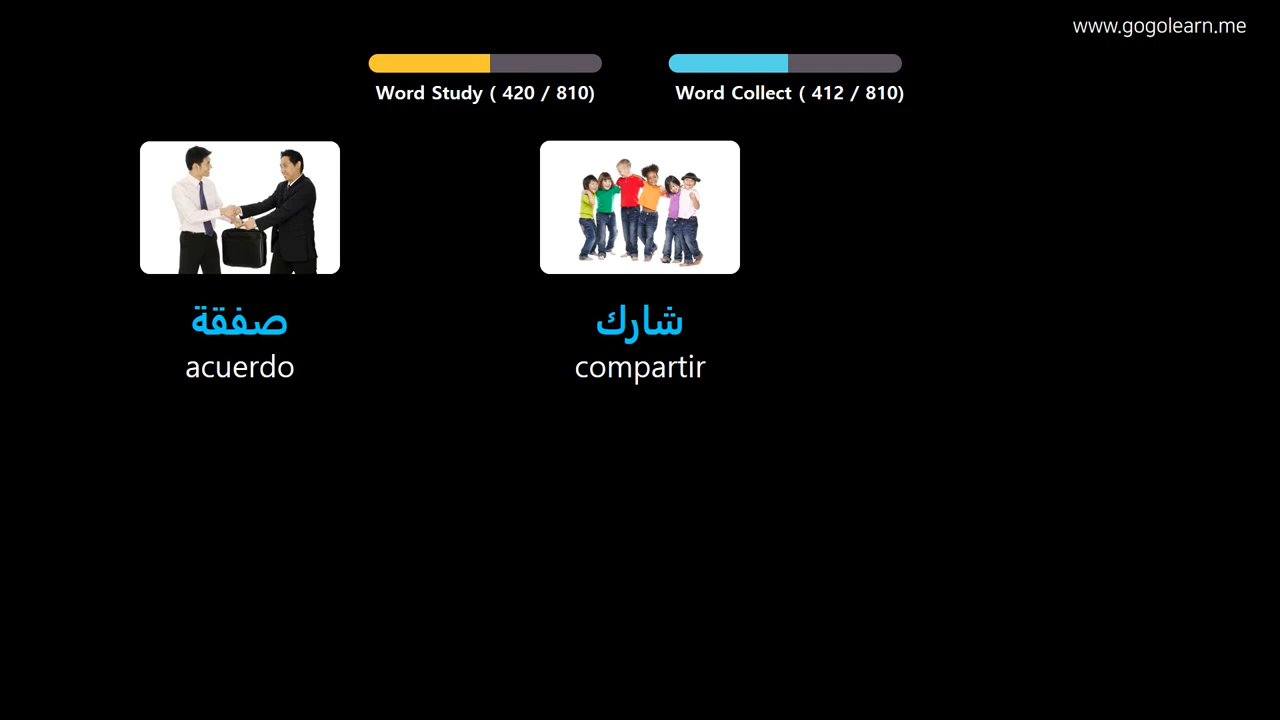 www.gogolearn.me
Word Study ( 420 / 810)
Word Collect ( 412 / 810)
صفقة
acuerdo
شارك
compartir